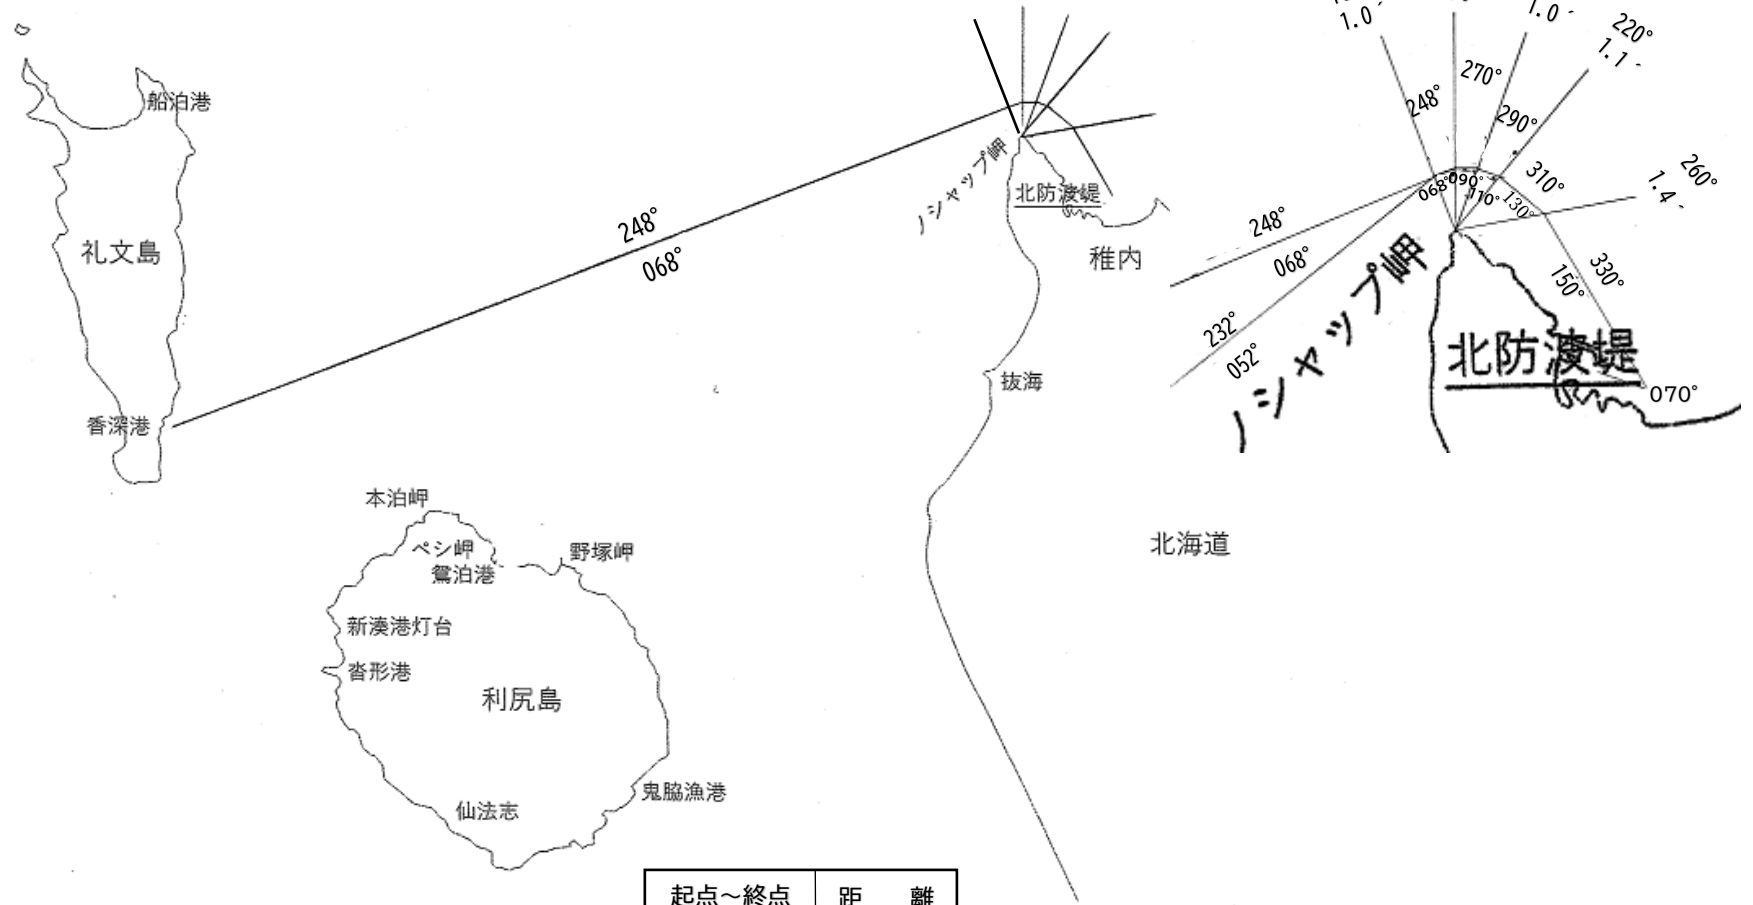 船泊港
礼文島
香深港
248°
068°
ノシャップ岬
北防波堤
稚内
抜海
北海道
本泊岬
ペシ岬
鴛泊港
野塚岬
新湊港灯台
沓形港
利尻島
鬼脇漁港
仙法志
1.0´
1.0´
220°
1.1´
270°
248°
290°
260°
1.4´
310°
068°
090°
110°
130°
248°
068°
330°
150°
232°
052°
ノシャップ岬
北防波堤
070°
起点～終点 距 離